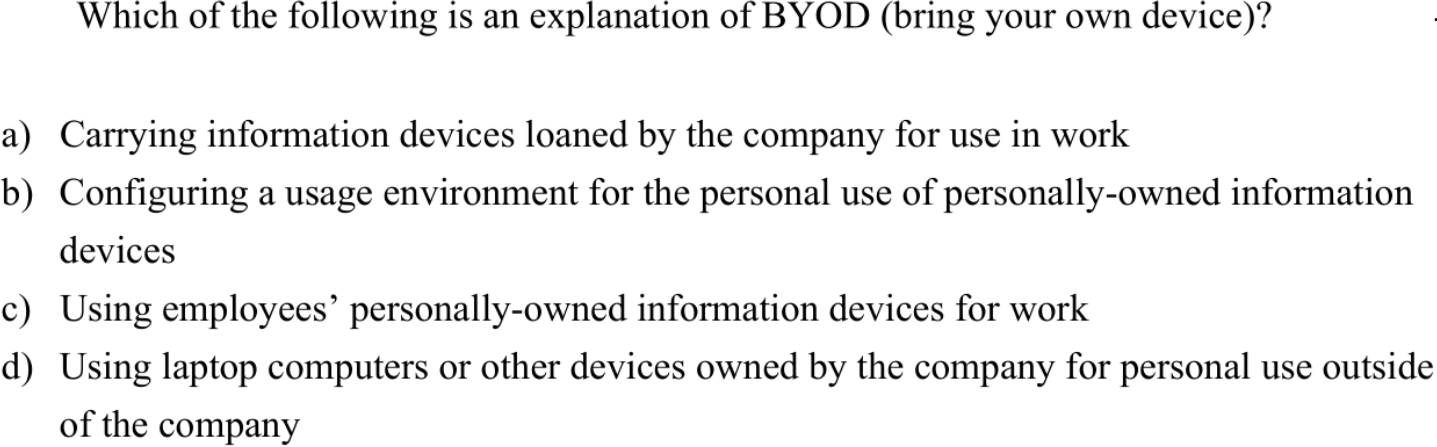 Which of the following is an explanation of BYOD (bring your own device)?
a) Carrying information devices loaned by the company for use in work
b) Configuring a usage environment for the personal use of personally-owned information
devices
c) Using employees’ personally-owned information devices for work
d) Using laptop computers or other devices owned by the company for personal use outside
of the company